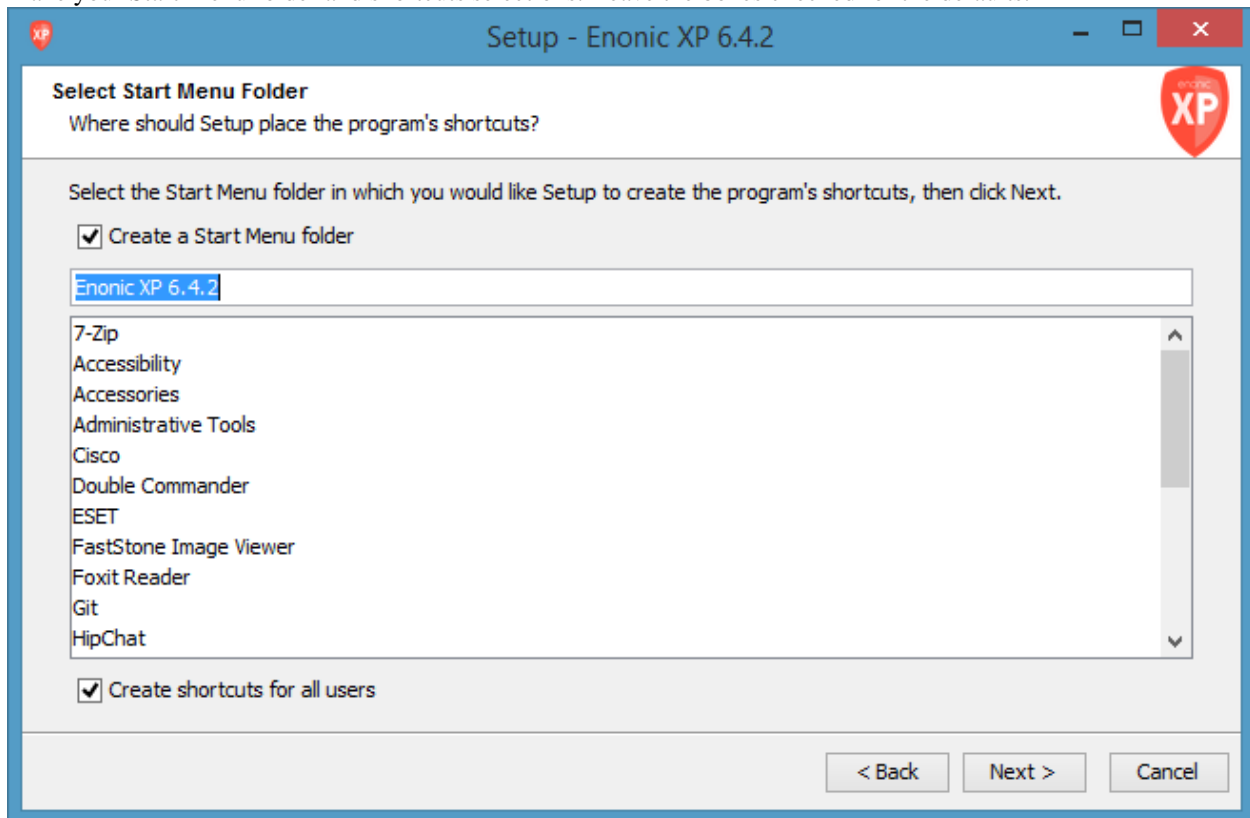 XP
Setup - Enonic XP 6.4.2
Select Start Menu Folder
Where should Setup place the program's shortcuts?
enonic
XP
Select the Start Menu folder in which you would like Setup to create the program's shortcuts, then click Next.
Create a Start Menu folder
Enonic XP 6.4.2
7-Zip
Accessibility
Accessories
Administrative Tools
Cisco
Double Commander
ESET
FastStone Image Viewer
Foxit Reader
Git
HipChat
Create shortcuts for all users
< Back Next > Cancel